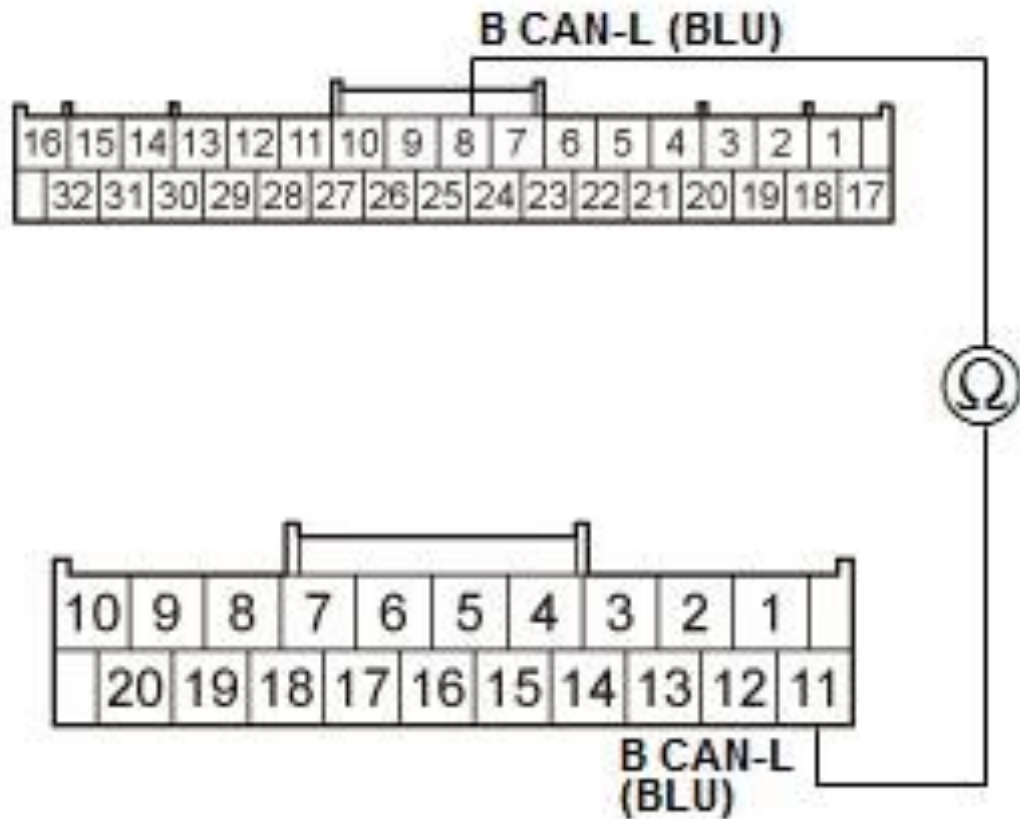 B CAN-L (BLU)
16 15 14 13 12 11 10 9 8 7 6 5 4 3 2 1
32 31 30 29 28 27 26 25 24 23 22 21 20 19 18 17
Ω
10 9 8 7 6 5 4 3 2 1
20 19 18 17 16 15 14 13 12 11
B CAN-L
(BLU)